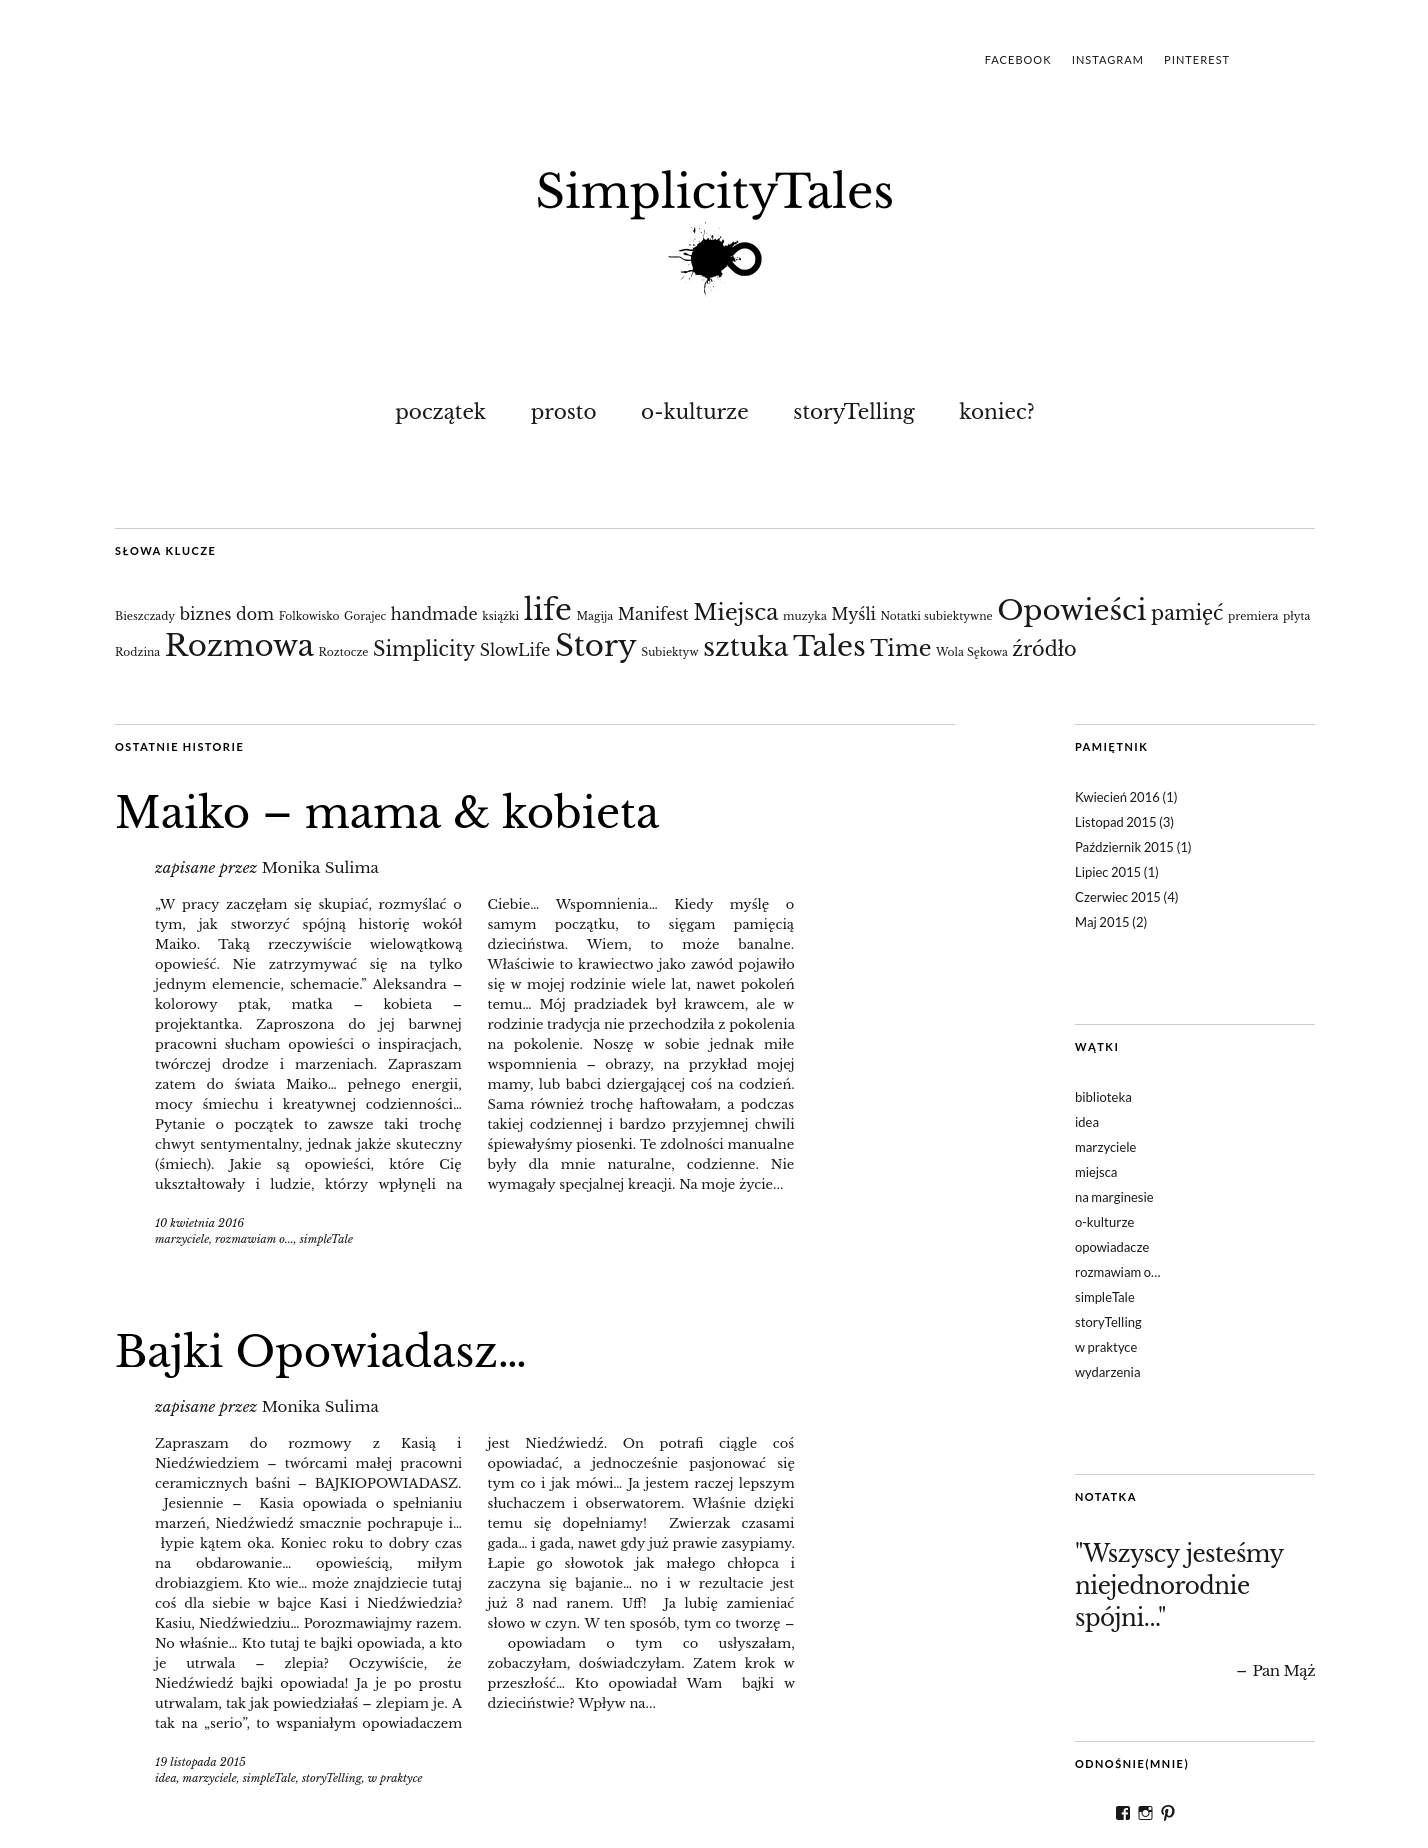 FACEBOOK INSTAGRAM PINTEREST
SimplicityTales
początek prosto o-kulturze storyTelling koniec?
SŁOWA KLUCZE
Bieszczady biznes dom Folkowisko Gorajec handmade książki life Magija Manifest Miejsca muzyka Myśli Notatki subiektywne Opowieści pamięć premiera płyta
Rodzina Rozmowa Roztocze Simplicity SlowLife Story Subiektyw sztuka Tales Time Wola Sękowa źródło
OSTATNIE HISTORIE
Maiko – mama & kobieta
zapisane przez Monika Sulima
„W pracy zaczęłam się skupiać, rozmyślać o
tym, jak stworzyć spójną historię wokół
Maiko. Taką rzeczywiście wielowątkową
opowieść. Nie zatrzymywać się na tylko
jednym elemencie, schemacie.” Aleksandra –
kolorowy ptak, matka – kobieta –
projektantka. Zaproszona do jej barwnej
pracowni słucham opowieści o inspiracjach,
twórczej drodze i marzeniach. Zapraszam
zatem do świata Maiko… pełnego energii,
mocy śmiechu i kreatywnej codzienności…
Pytanie o początek to zawsze taki trochę
chwyt sentymentalny, jednak jakże skuteczny
(śmiech). Jakie są opowieści, które Cię
ukształtowały i ludzie, którzy wpłynęli na
Ciebie… Wspomnienia… Kiedy myślę o
samym początku, to sięgam pamięcią
dzieciństwa. Wiem, to może banalne.
Właściwie to krawiectwo jako zawód pojawiło
się w mojej rodzinie wiele lat, nawet pokoleń
temu… Mój pradziadek był krawcem, ale w
rodzinie tradycja nie przechodziła z pokolenia
na pokolenie. Noszę w sobie jednak miłe
wspomnienia – obrazy, na przykład mojej
mamy, lub babci dziergającej coś na codzień.
Sama również trochę haftowałam, a podczas
takiej codziennej i bardzo przyjemnej chwili
śpiewałyśmy piosenki. Te zdolności manualne
były dla mnie naturalne, codzienne. Nie
wymagały specjalnej kreacji. Na moje życie...
10 kwietnia 2016
marzyciele, rozmawiam o..., simpleTale
Bajki Opowiadasz…
zapisane przez Monika Sulima
Zapraszam do rozmowy z Kasią i
Niedźwiedziem – twórcami małej pracowni
ceramicznych baśni – BAJKIOPOWIADASZ.
Jesiennie – Kasia opowiada o spełnianiu
marzeń, Niedźwiedź smacznie pochrapuje i…
łypie kątem oka. Koniec roku to dobry czas
na obdarowanie… opowieścią, miłym
drobiazgiem. Kto wie… może znajdziecie tutaj
coś dla siebie w bajce Kasi i Niedźwiedzia?
Kasiu, Niedźwiedziu… Porozmawiajmy razem.
No właśnie… Kto tutaj te bajki opowiada, a kto
je utrwala – zlepia? Oczywiście, że
Niedźwiedź bajki opowiada! Ja je po prostu
utrwalam, tak jak powiedziałaś – zlepiam je. A
tak na „serio”, to wspaniałym opowiadaczem
jest Niedźwiedź. On potrafi ciągle coś
opowiadać, a jednocześnie pasjonować się
tym co i jak mówi… Ja jestem raczej lepszym
słuchaczem i obserwatorem. Właśnie dzięki
temu się dopełniamy! Zwierzak czasami
gada… i gada, nawet gdy już prawie zasypiamy.
Łapie go słowotok jak małego chłopca i
zaczyna się bajanie… no i w rezultacie jest
już 3 nad ranem. Uff! Ja lubię zamieniać
słowo w czyn. W ten sposób, tym co tworzę –
opowiadam o tym co usłyszałam,
zobaczyłam, doświadczyłam. Zatem krok w
przeszłość… Kto opowiadał Wam bajki w
dzieciństwie? Wpływ na...
19 listopada 2015
idea, marzyciele, simpleTale, storyTelling, w praktyce
PAMIĘTNIK
Kwiecień 2016 (1)
Listopad 2015 (3)
Październik 2015 (1)
Lipiec 2015 (1)
Czerwiec 2015 (4)
Maj 2015 (2)
WĄTKI
biblioteka
idea
marzyciele
miejsca
na marginesie
o-kulturze
opowiadacze
rozmawiam o…
simpleTale
storyTelling
w praktyce
wydarzenia
NOTATKA
"Wszyscy jesteśmy
niejednorodnie
spójni..."
– Pan Mąż
ODNOŚNIE(MNIE)